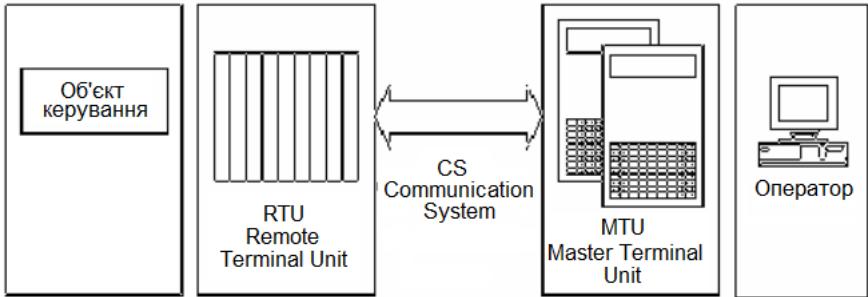 Об'єкт
керування
RTU
Remote
Terminal Unit
CS
Communication
System
MTU
Master Terminal
Unit
Оператор